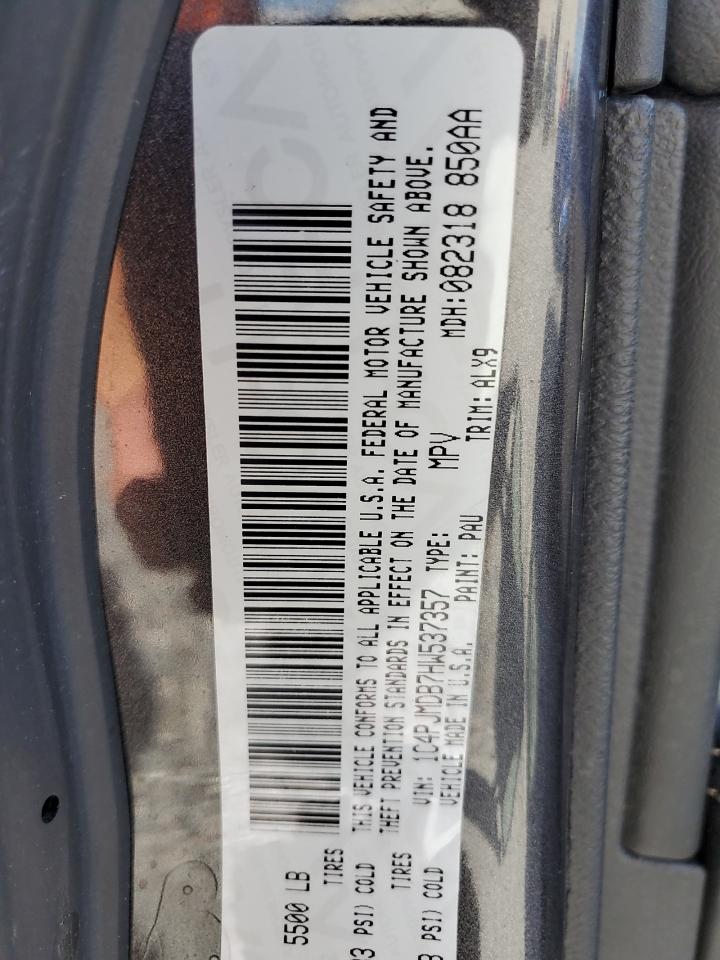 5500 LB
TIRES
PSI) COLD
THIS VEHICLE CONFORMS TO ALL APPLICABLE U.S.A. FEDERAL MOTOR VEHICLE SAFETY AND
TIRES
THEFT PREVENTION STANDARDS IN EFFECT ON THE DATE OF MANUFACTURE SHOWN ABOVE.
PSI) COLD
VIN: 1C4PJMDB7HW537357 TYPE: MPV MDH:082318 850AA
VEHICLE MADE IN U.S.A. PAINT: PAU TRIM: ALX9